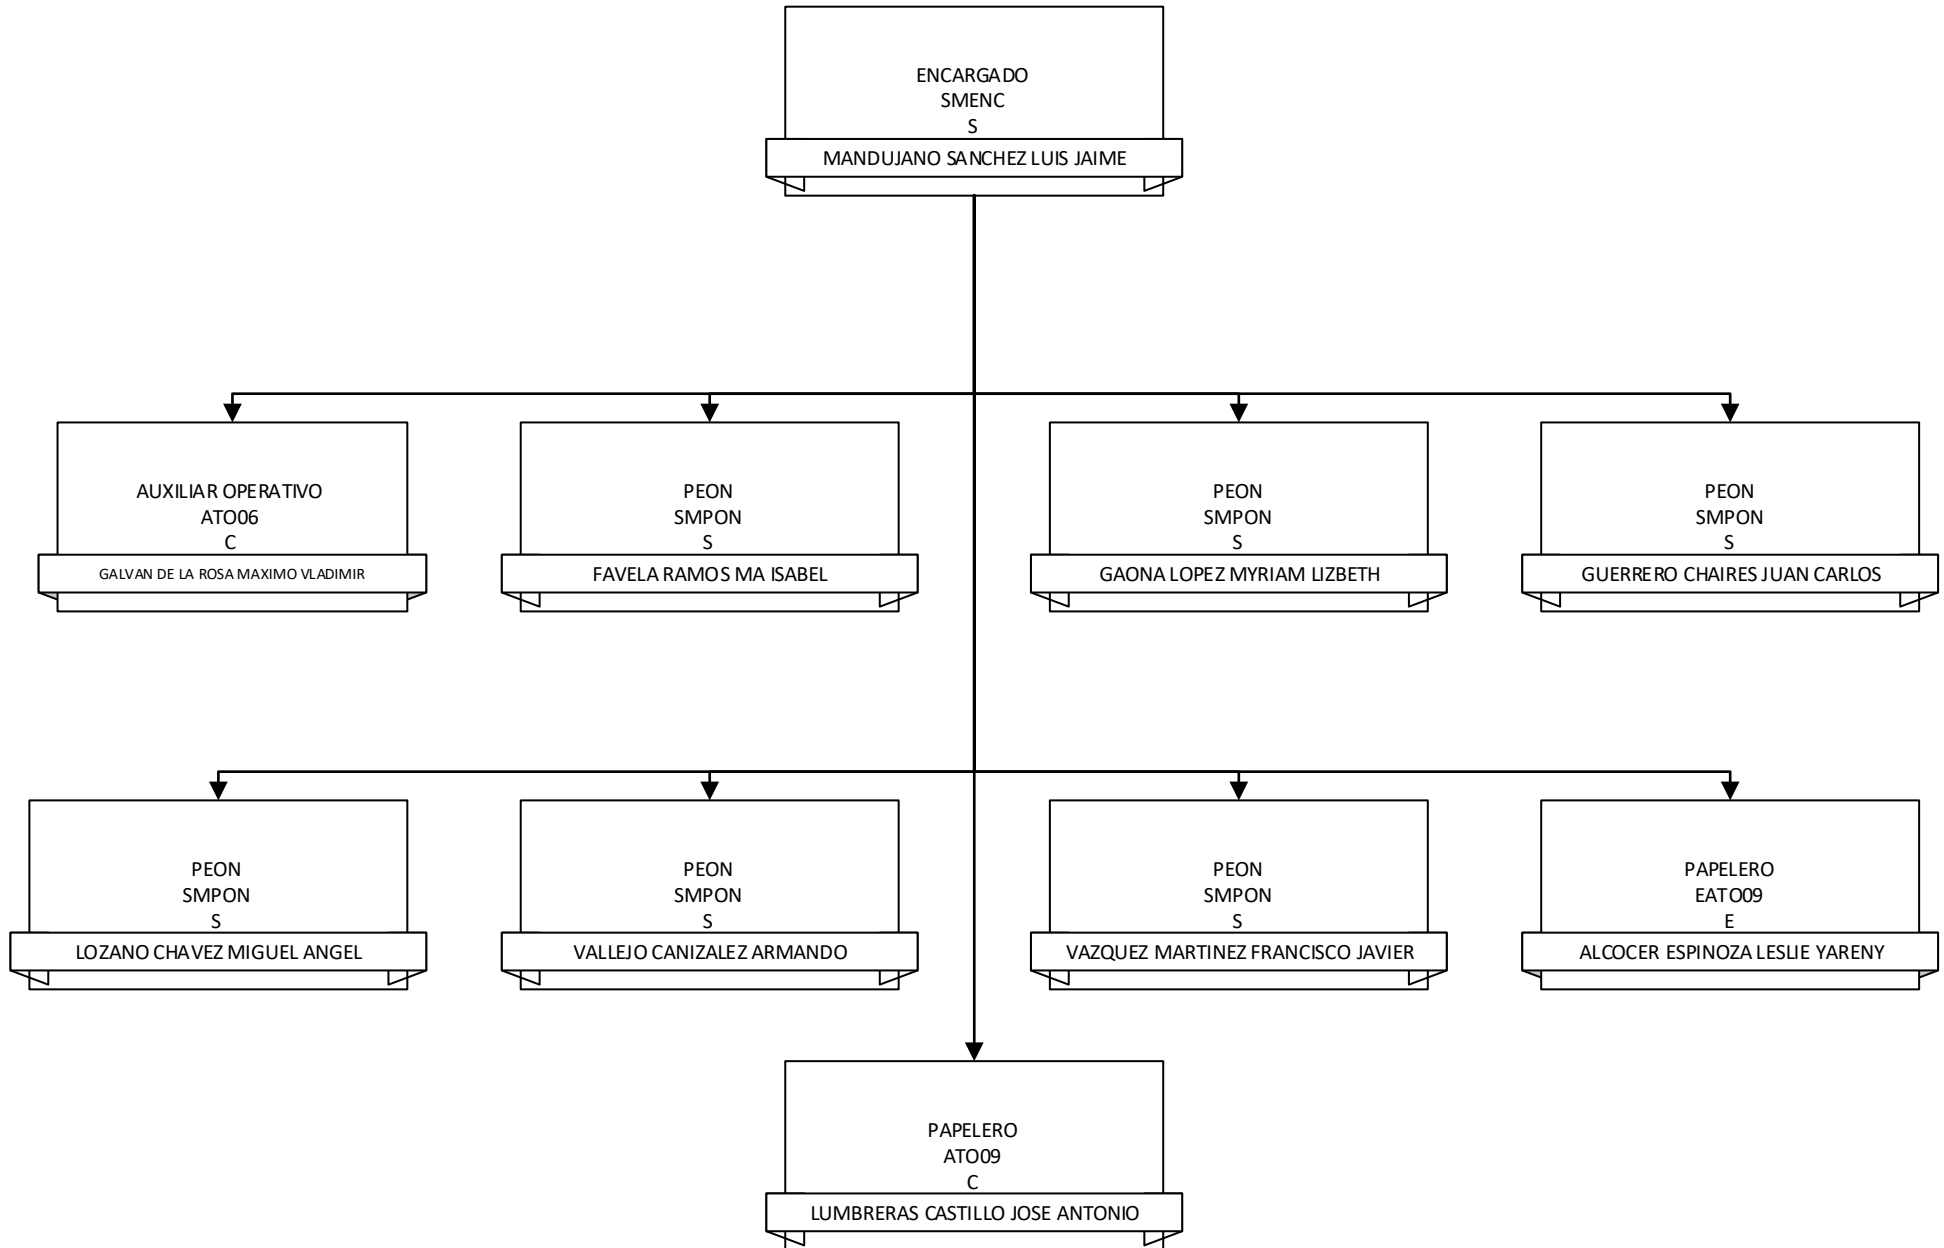 ENCARGADO
SMENC
S
MANDUJANO SANCHEZ LUIS JAIME
AUXILIAR OPERATIVO
ATO06
C
GALVAN DE LA ROSA MAXIMO VLADIMIR
PEON
SMPON
S
FAVELA RAMOS MA ISABEL
PEON
SMPON
S
GAONA LOPEZ MYRIAM LIZBETH
PEON
SMPON
S
GUERRERO CHAIRES JUAN CARLOS
PEON
SMPON
S
LOZANO CHAVEZ MIGUEL ANGEL
PEON
SMPON
S
VALLEJO CANIZALEZ ARMANDO
PEON
SMPON
S
VAZQUEZ MARTINEZ FRANCISCO JAVIER
PAPELERO
EATO09
E
ALCOCER ESPINOZA LESLIE YARENY
PAPELERO
ATO09
C
LUMBRERAS CASTILLO JOSE ANTONIO